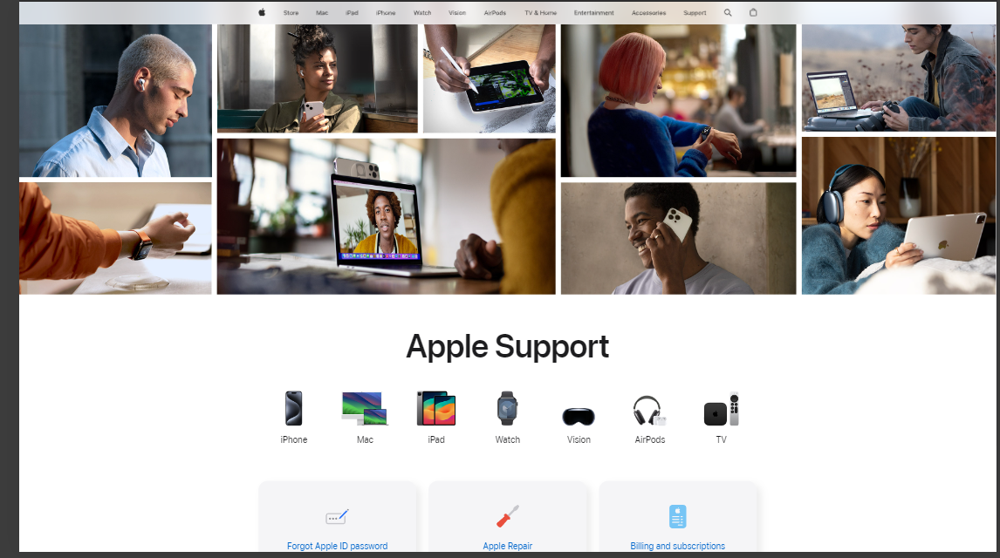 Store Mac iPad iPhone Watch Vision AirPods TV & Home Entertainment Accessories Support
Apple Support
iPhone Mac iPad Watch Vision AirPods TV
Forgot Apple ID password Apple Repair Billing and subscriptions